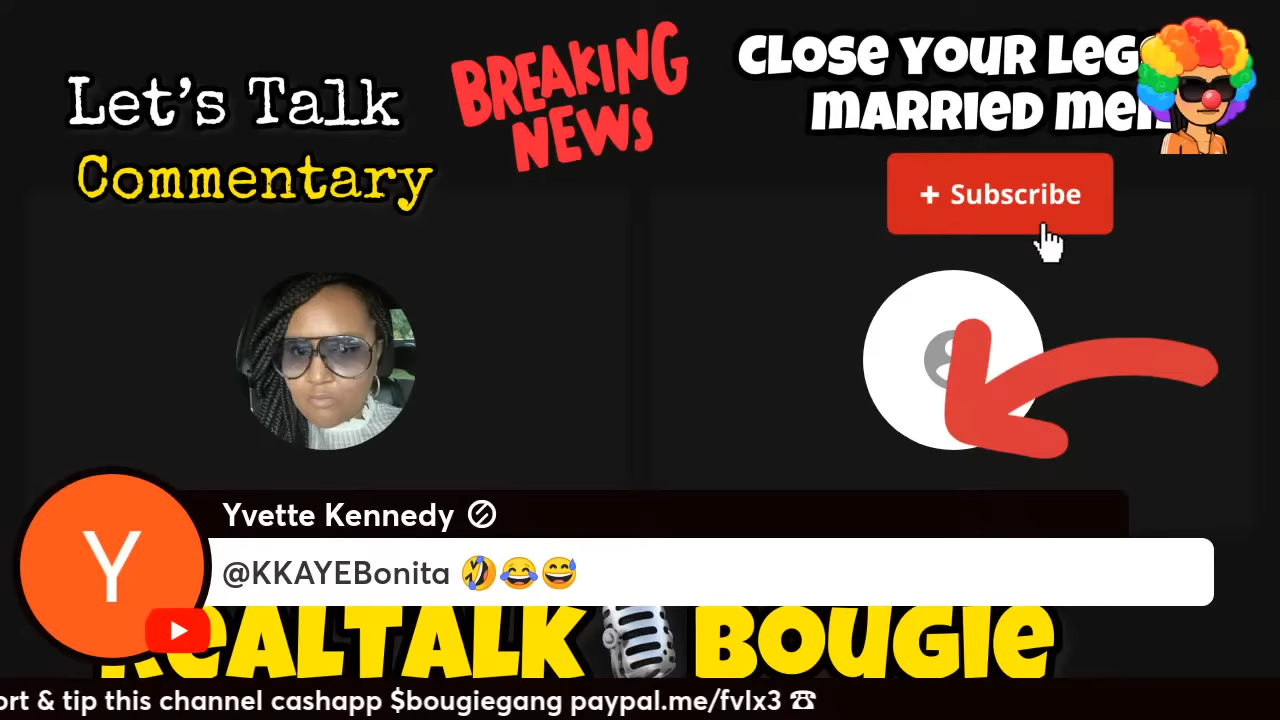 Let's Talk
Commentary
BREAKING
NEWS
CLOSE YOUR LEG
MARRIED MEN
+ Subscribe
Y
Yvette Kennedy
@KKAYEBonita 🤣😂😅
REALTALK 🎙️ BOUGIE
ort & tip this channel cashapp $bougiegang paypal.me/fvlx3 ☎